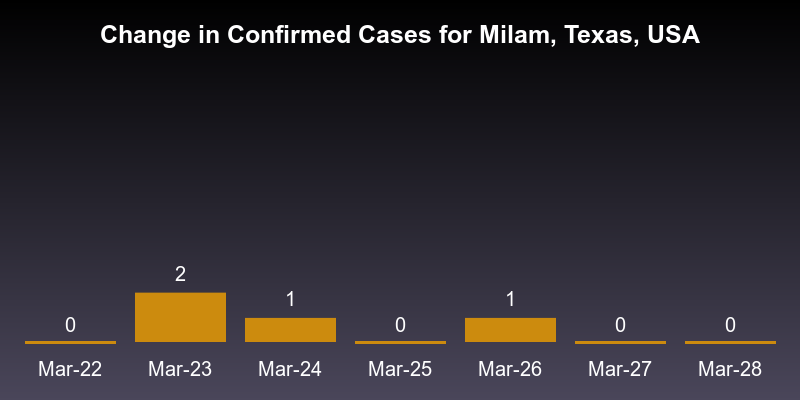 Change in Confirmed Cases for Milam, Texas, USA
2
1
1
0
0
0
0
Mar-22
Mar-23
Mar-24
Mar-25
Mar-26
Mar-27
Mar-28